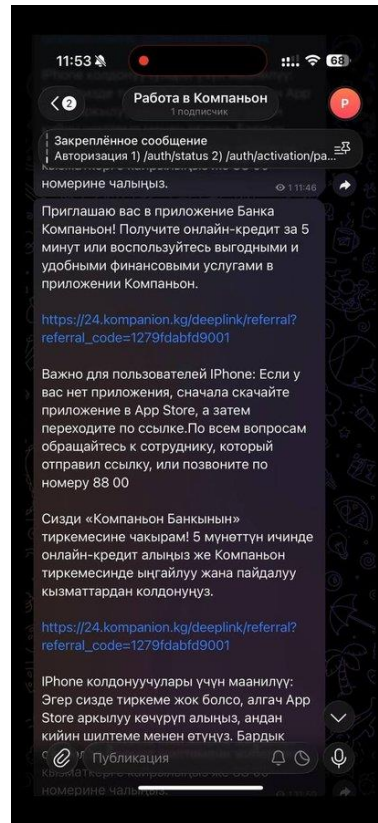 11:53
68
2
Работа в Компаньон
1 подписчик
P
Закреплённое сообщение
Авторизация 1) /auth/status 2) /auth/activation/pa...
номерине чалыңыз.
1 11:46
Приглашаю вас в приложение Банка
Компаньон! Получите онлайн-кредит за 5
минут или воспользуйтесь выгодными и
удобными финансовыми услугами в
приложении Компаньон.
https://24.kompanion.kg/deeplink/referral?
referral_code=1279fdabfd9001
Важно для пользователей IPhone: Если у
вас нет приложения, сначала скачайте
приложение в App Store, а затем
переходите по ссылке.По всем вопросам
обращайтесь к сотруднику, который
отправил ссылку, или позвоните по
номеру 88 00
Сизди «Компаньон Банкынын»
тиркемесине чакырам! 5 мүнөттүн ичинде
онлайн-кредит алыңыз же Компаньон
тиркемесинде ыңгайлуу жана пайдалуу
кызматтардан колдонуңуз.
https://24.kompanion.kg/deeplink/referral?
referral_code=1279fdabfd9001
IPhone колдонуучулары үчүн маанилүү:
Эгер сизде тиркеме жок болсо, алгач App
Store аркылуу көчүрүп алыңыз, андан
кийин шилтеме менен өтүңүз. Бардык
Публикация
номерине чалыңыз.